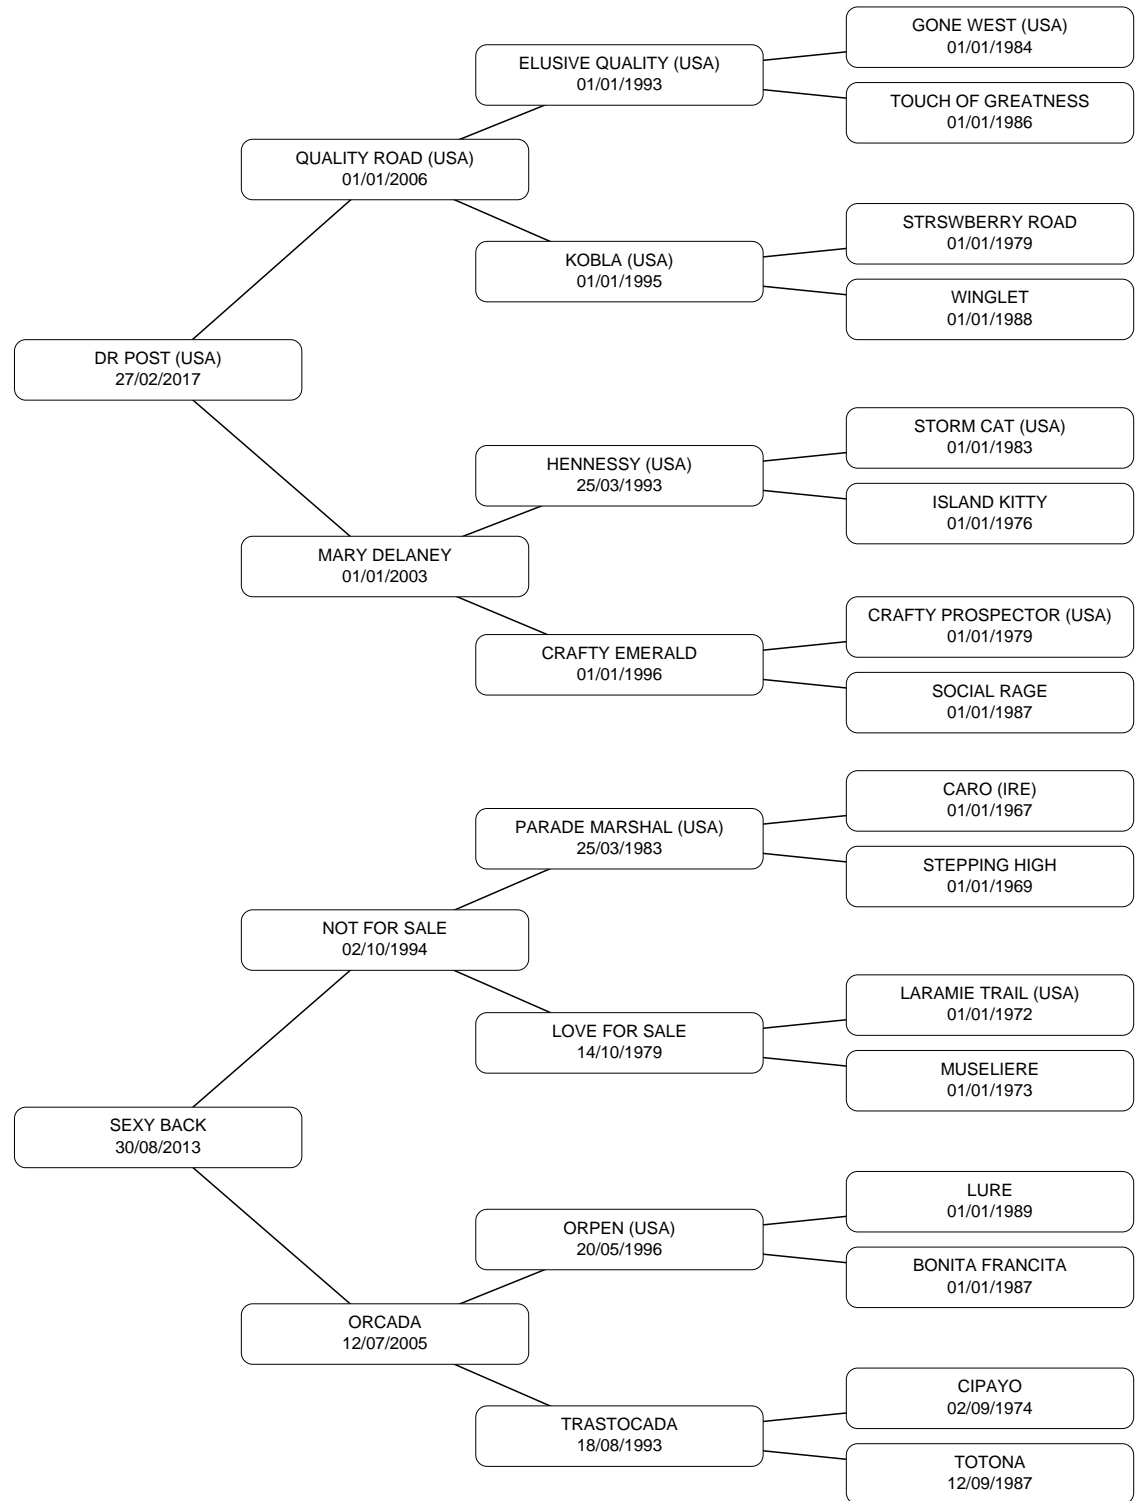 GONE WEST (USA)
01/01/1984
ELUSIVE QUALITY (USA)
01/01/1993
TOUCH OF GREATNESS
01/01/1986
QUALITY ROAD (USA)
01/01/2006
STRSWBERRY ROAD
01/01/1979
KOBLA (USA)
01/01/1995
WINGLET
01/01/1988
DR POST (USA)
27/02/2017
STORM CAT (USA)
01/01/1983
HENNESSY (USA)
25/03/1993
ISLAND KITTY
01/01/1976
MARY DELANEY
01/01/2003
CRAFTY PROSPECTOR (USA)
01/01/1979
CRAFTY EMERALD
01/01/1996
SOCIAL RAGE
01/01/1987
CARO (IRE)
01/01/1967
PARADE MARSHAL (USA)
25/03/1983
STEPPING HIGH
01/01/1969
NOT FOR SALE
02/10/1994
LARAMIE TRAIL (USA)
01/01/1972
LOVE FOR SALE
14/10/1979
MUSELIERE
01/01/1973
SEXY BACK
30/08/2013
LURE
01/01/1989
ORPEN (USA)
20/05/1996
BONITA FRANCITA
01/01/1987
ORCADA
12/07/2005
CIPAYO
02/09/1974
TRASTOCADA
18/08/1993
TOTONA
12/09/1987